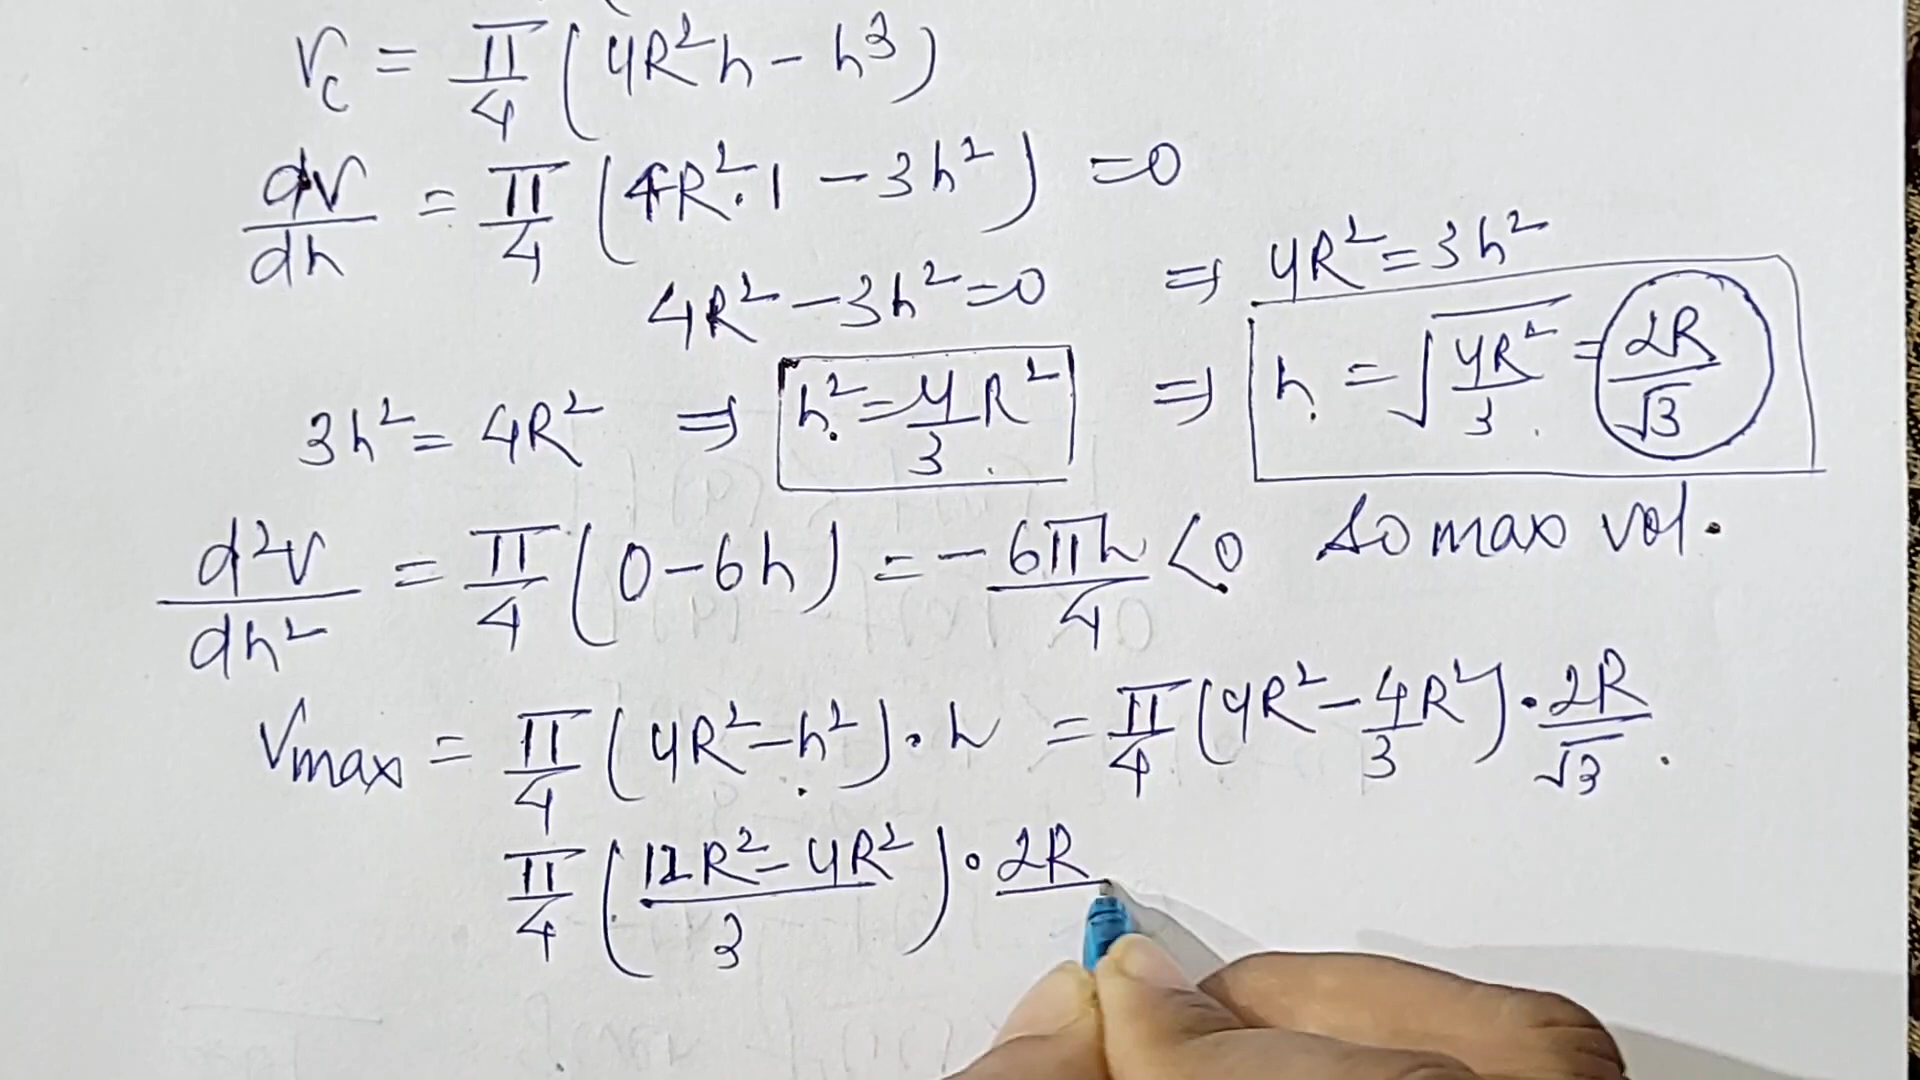 V_c = π/4 (4R²h - h³)
dv/dh = π/4 (4R².1 - 3h²) = 0
4R² - 3h² = 0 ⇒ 4R² = 3h²
3h² = 4R² ⇒ h² = 4/3 R² ⇒ h = √(4R²/3) = 2R/√3
d²v/dh² = π/4 (0 - 6h) = - 6πh/4 < 0 So max vol.
Vmax = π/4 (4R² - h²) . h = π/4 (4R² - 4R²/3) . 2R/√3
π/4 ((12R² - 4R²)/3) . 2R